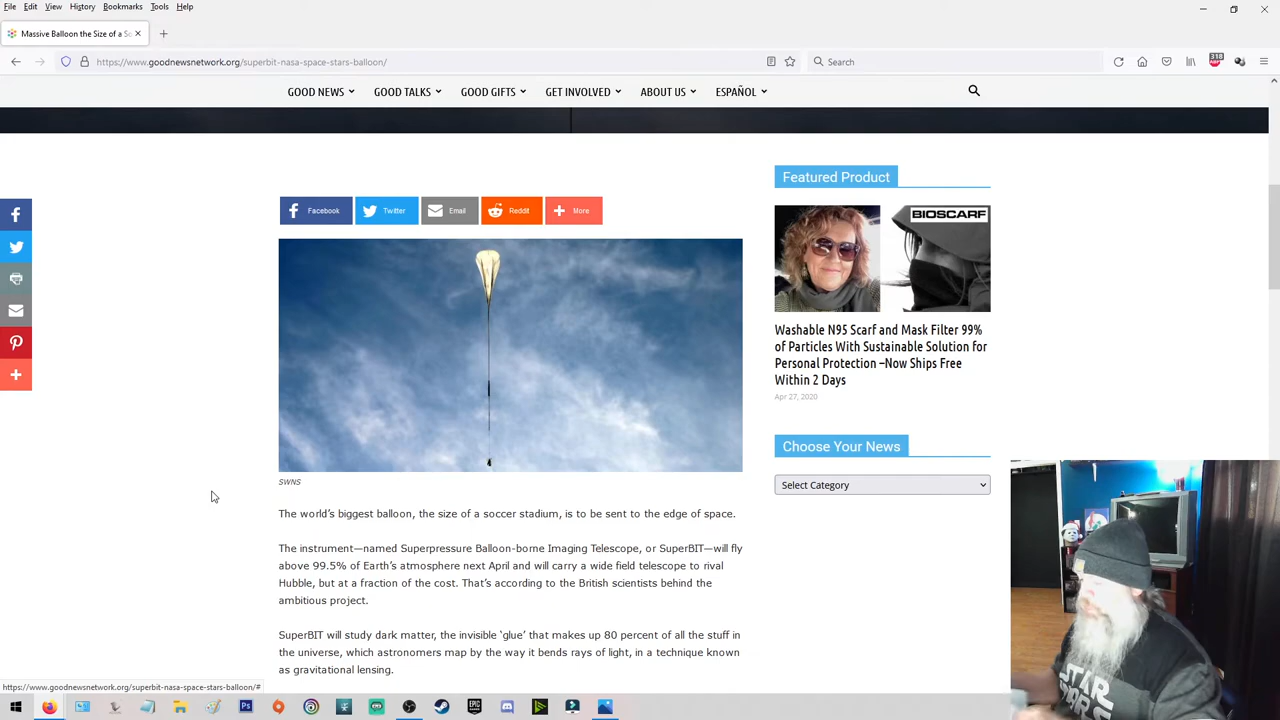 File Edit View History Bookmarks Tools Help
Massive Balloon the Size of a So
https://www.goodnewsnetwork.org/superbit-nasa-space-stars-balloon/
Search
318
GOOD NEWS GOOD TALKS GOOD GIFTS GET INVOLVED ABOUT US ESPAÑOL
Facebook Twitter Email Reddit More
SWNS
The world's biggest balloon, the size of a soccer stadium, is to be sent to the edge of space.
The instrument—named Superpressure Balloon-borne Imaging Telescope, or SuperBIT—will fly
above 99.5% of Earth's atmosphere next April and will carry a wide field telescope to rival
Hubble, but at a fraction of the cost. That's according to the British scientists behind the
ambitious project.
SuperBIT will study dark matter, the invisible 'glue' that makes up 80 percent of all the stuff in
the universe, which astronomers map by the way it bends rays of light, in a technique known
as gravitational lensing.
Featured Product
BIOSCARF
Washable N95 Scarf and Mask Filter 99%
of Particles With Sustainable Solution for
Personal Protection –Now Ships Free
Within 2 Days
Apr 27, 2020
Choose Your News
Select Category
STAR
WARS
https://www.goodnewsnetwork.org/superbit-nasa-space-stars-balloon/#